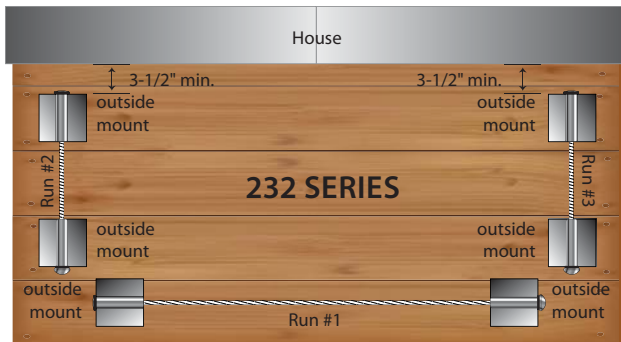 House
3-1/2" min.
3-1/2" min.
outside
mount
outside
mount
Run #2
232 SERIES
Run #3
outside
mount
outside
mount
outside
mount
Run #1
outside
mount